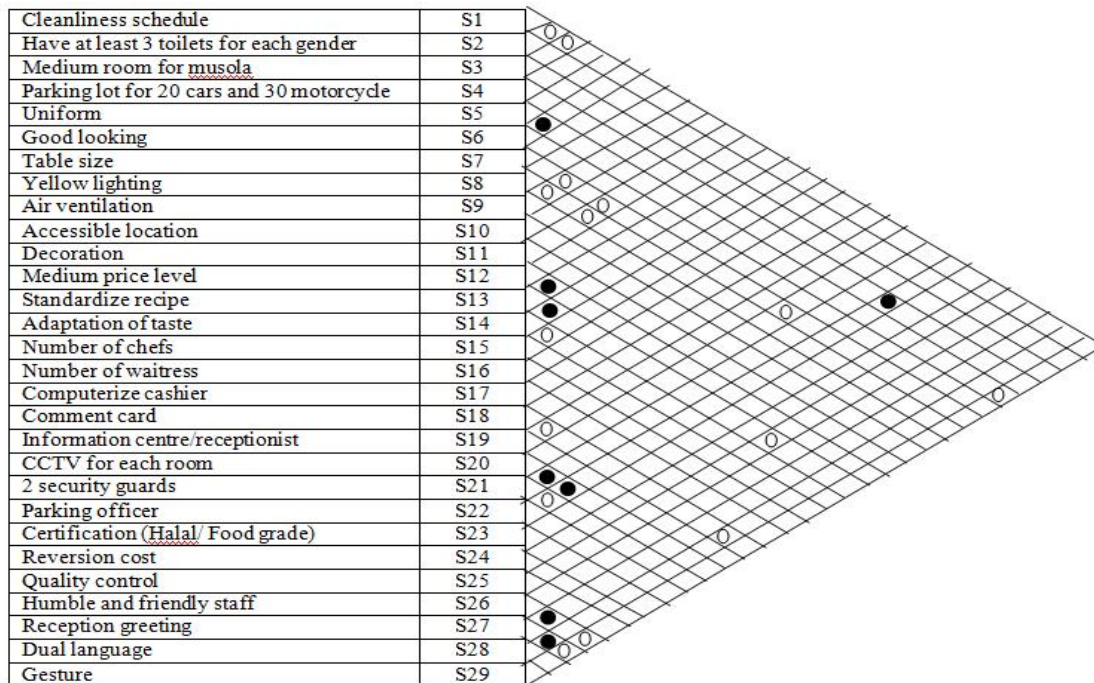 Cleanliness schedule S1
Have at least 3 toilets for each gender S2
Medium room for musola S3
Parking lot for 20 cars and 30 motorcycle S4
Uniform S5
Good looking S6
Table size S7
Yellow lighting S8
Air ventilation S9
Accessible location S10
Decoration S11
Medium price level S12
Standardize recipe S13
Adaptation of taste S14
Number of chefs S15
Number of waitress S16
Computerize cashier S17
Comment card S18
Information centre/receptionist S19
CCTV for each room S20
2 security guards S21
Parking officer S22
Certification (Halal/ Food grade) S23
Reversion cost S24
Quality control S25
Humble and friendly staff S26
Reception greeting S27
Dual language S28
Gesture S29